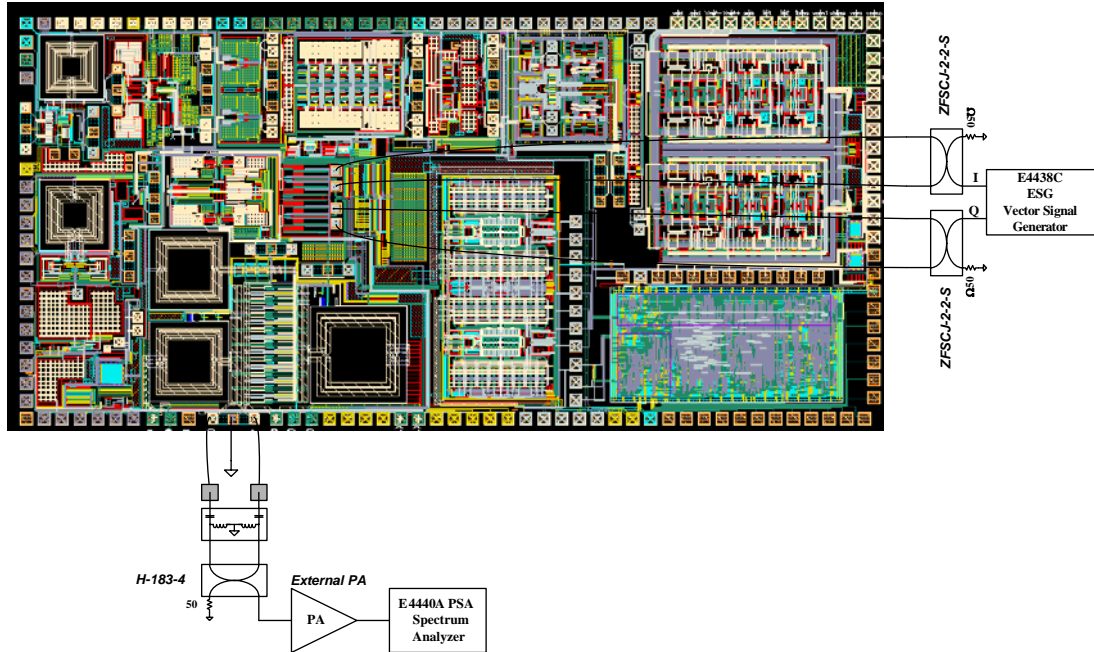 ZFSCJ-2-2-S
50Ω
I
E4438C
ESG
Vector Signal
Generator
Q
Ω50
ZFSCJ-2-2-S
H-183-4
50
External PA
PA
E4440A PSA
Spectrum
Analyzer